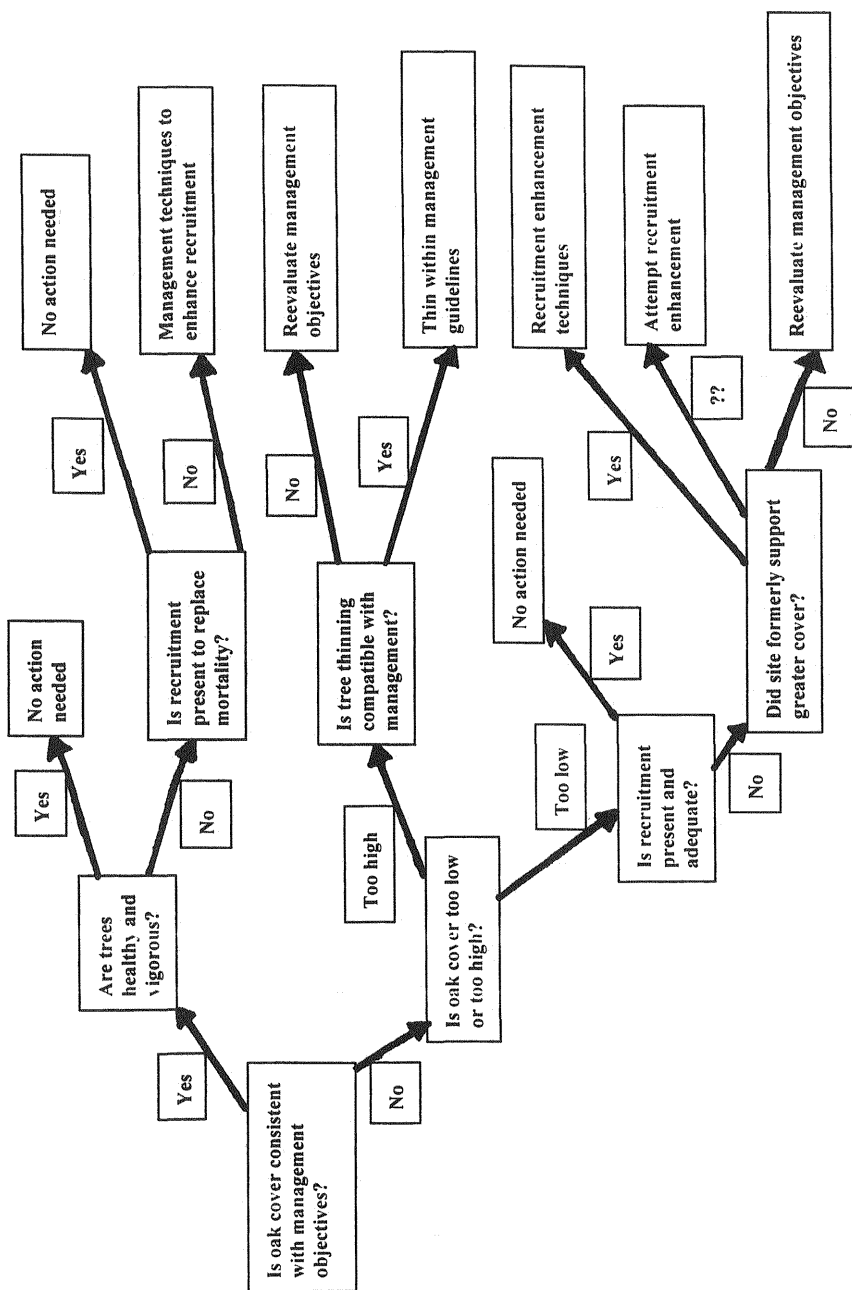 Is oak cover consistent
with management
objectives?
Yes
No
Are trees
healthy and
vigorous?
Yes
No
No action
needed
Is recruitment
present to replace
mortality?
Yes
No
No action needed
Management techniques to
enhance recruitment
Is oak cover too low
or too high?
Too high
Too low
Is tree thinning
compatible with
management?
No
Yes
Reevaluate management
objectives
Thin within management
guidelines
Is recruitment
present and
adequate?
Yes
No
No action needed
Did site formerly support
greater cover?
Yes
??
No
Recruitment enhancement
techniques
Attempt recruitment
enhancement
Reevaluate management objectives